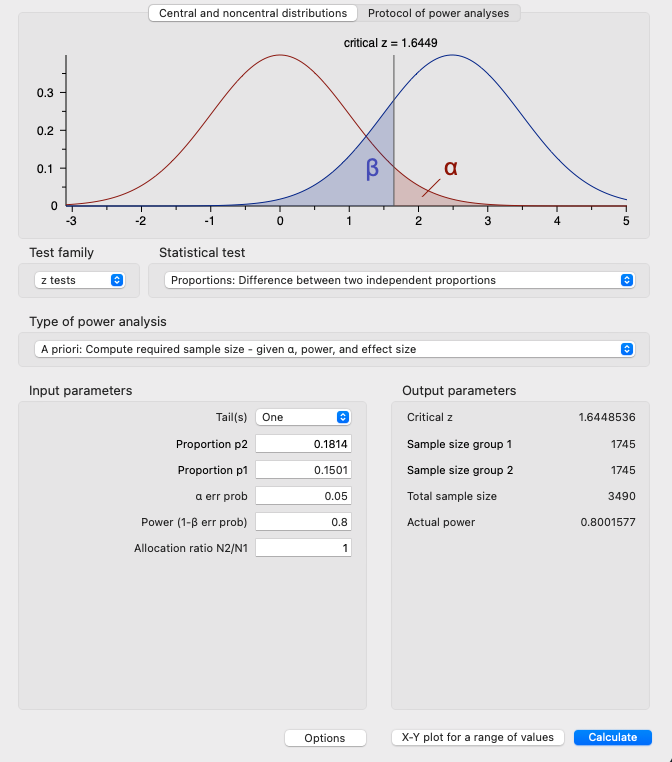 Central and noncentral distributions Protocol of power analyses
critical z = 1.6449
0.3
0.2
0.1
0
β
α
-3 -2 -1 0 1 2 3 4 5
Test family Statistical test
z tests Proportions: Difference between two independent proportions
Type of power analysis
A priori: Compute required sample size - given α, power, and effect size
Input parameters Output parameters
Tail(s) One Critical z 1.6448536
Proportion p2 0.1814 Sample size group 1 1745
Proportion p1 0.1501 Sample size group 2 1745
α err prob 0.05 Total sample size 3490
Power (1-β err prob) 0.8 Actual power 0.8001577
Allocation ratio N2/N1 1
Options X-Y plot for a range of values Calculate